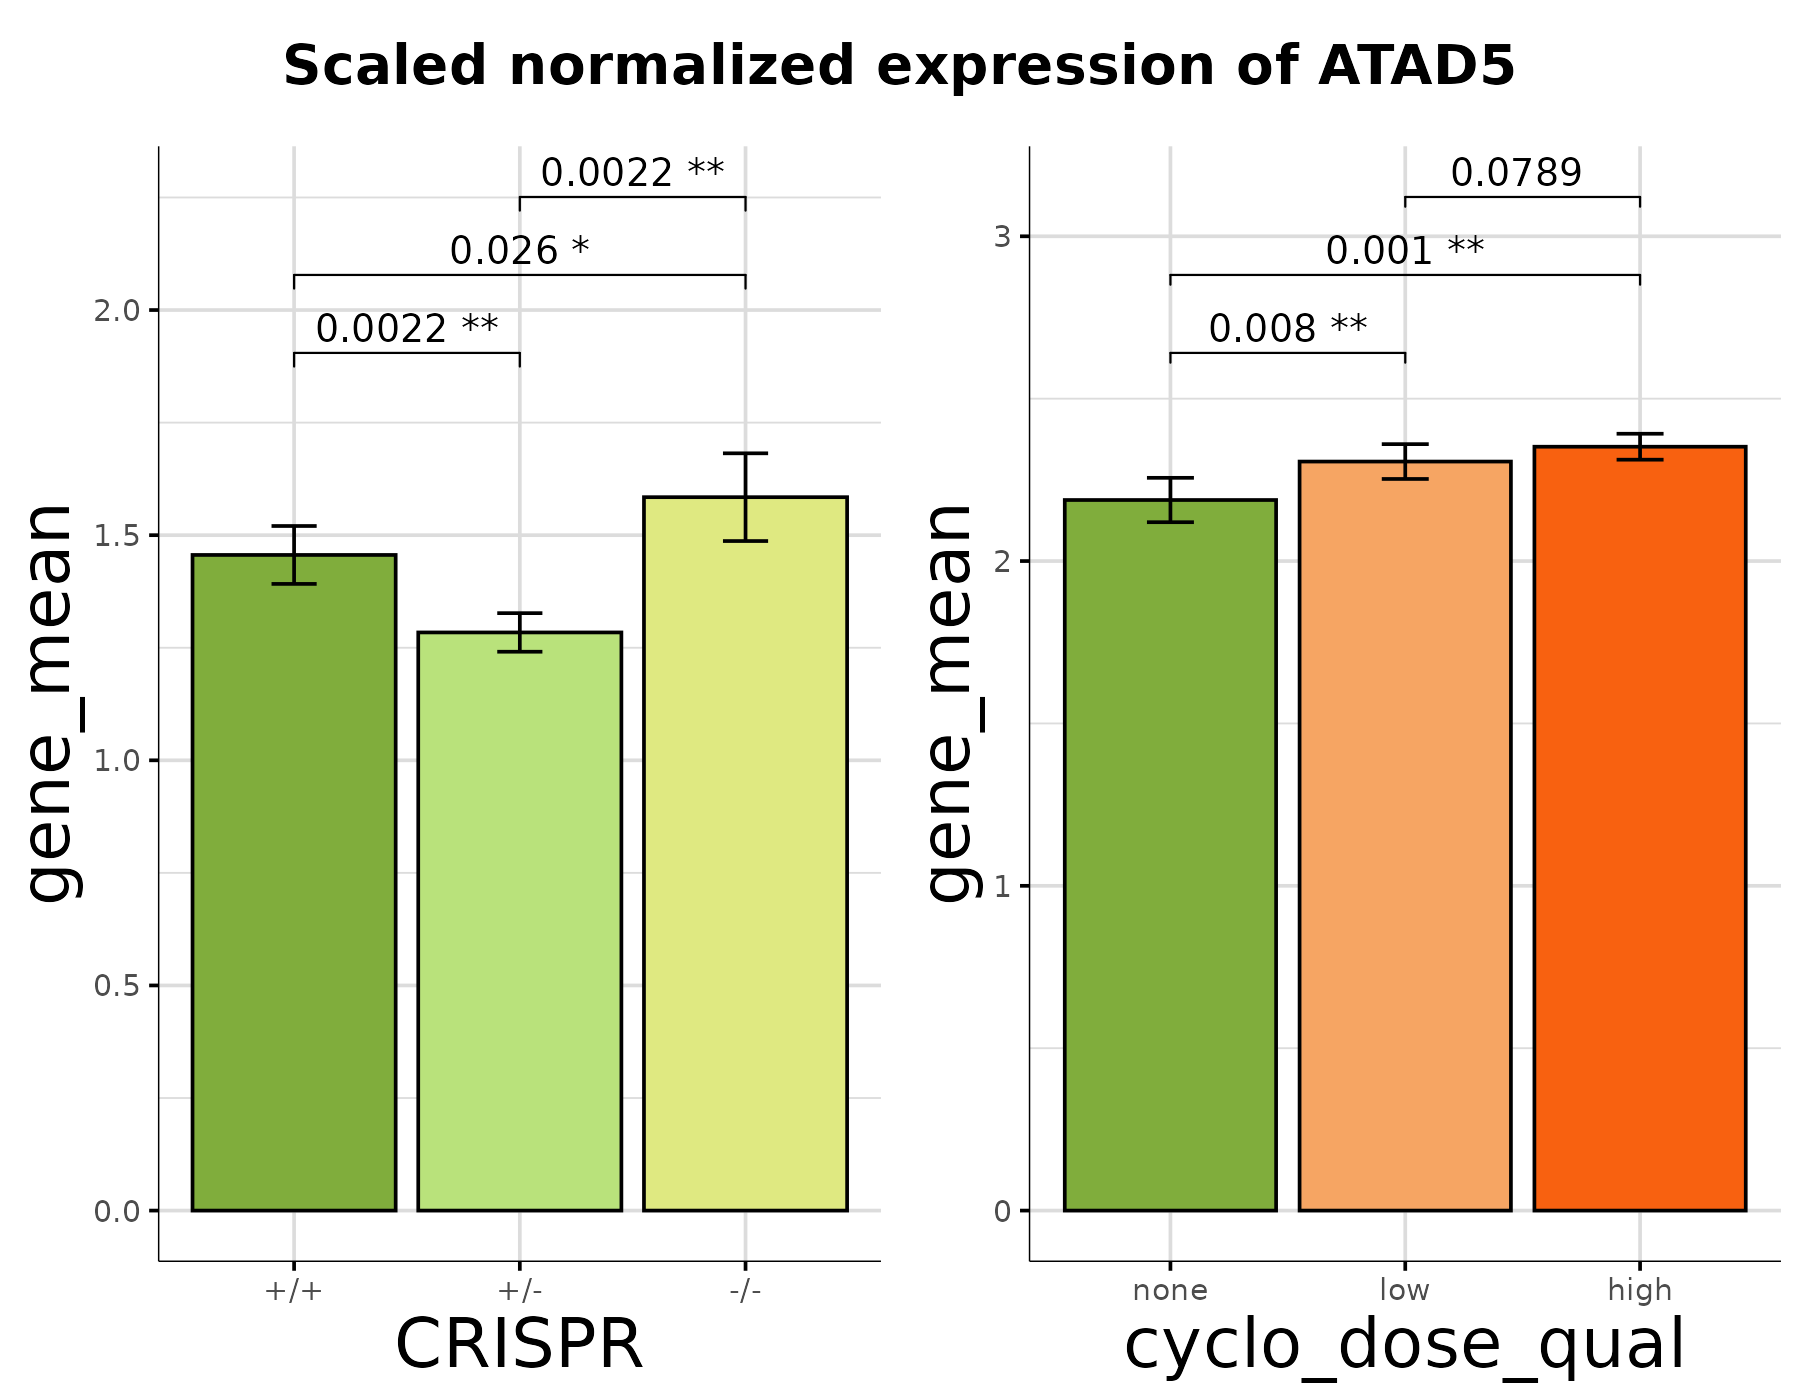 Scaled normalized expression of ATAD5
gene_mean
2.0
1.5
1.0
0.5
0.0
0.0022 **
0.026 *
0.0022 **
+/+
+/-
-/-
CRISPR
gene_mean
3
2
1
0
0.0789
0.001 **
0.008 **
none
low
high
cyclo_dose_qual